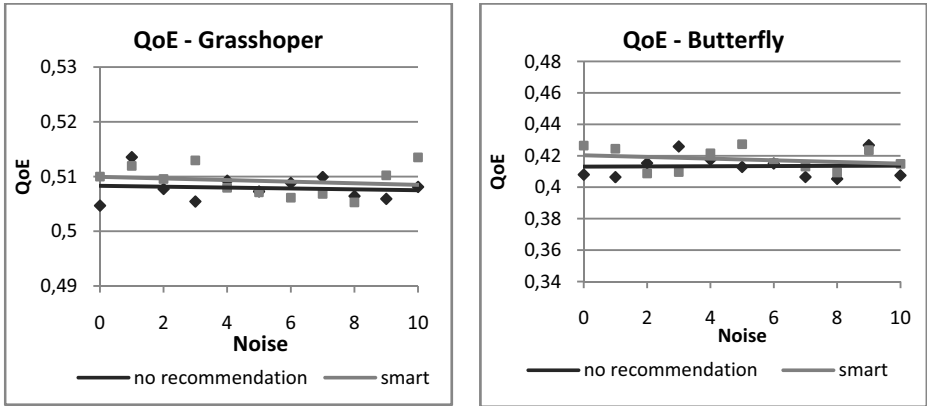 QoE - Grasshoper
0,53
0,52
0,51
0,5
0,49
QoE
0 2 4 6 8 10
Noise
no recommendation smart
QoE - Butterfly
0,48
0,46
0,44
0,42
0,4
0,38
0,36
0,34
QoE
0 2 4 6 8 10
Noise
no recommendation smart